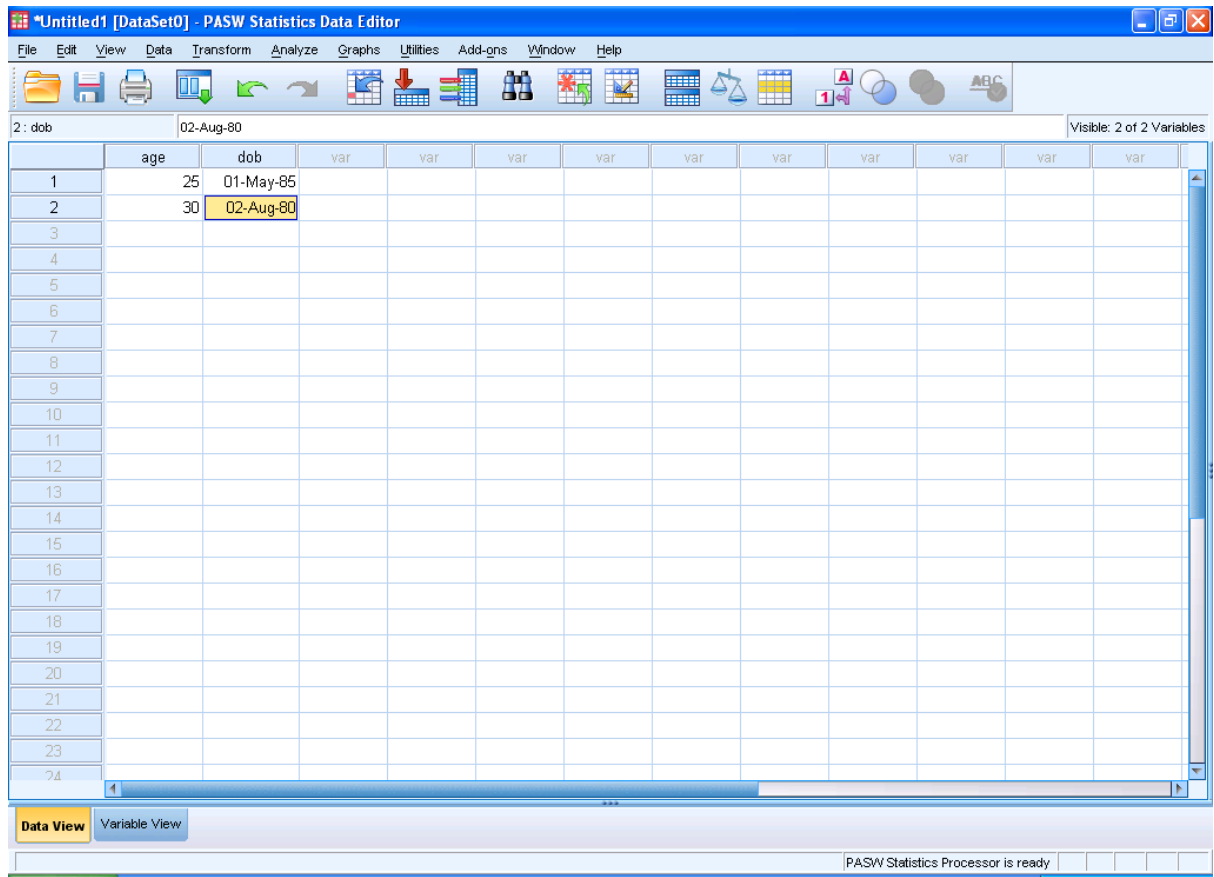 *Untitled1 [DataSet0] - PASW Statistics Data Editor
File Edit View Data Transform Analyze Graphs Utilities Add-ons Window Help
A
1
ABC
2 : dob 02-Aug-80 Visible: 2 of 2 Variables
age dob var var var var var var var var var var
1 25 01-May-85
2 30 02-Aug-80
3
4
5
6
7
8
9
10
11
12
13
14
15
16
17
18
19
20
21
22
23
24
Data View Variable View
PASW Statistics Processor is ready